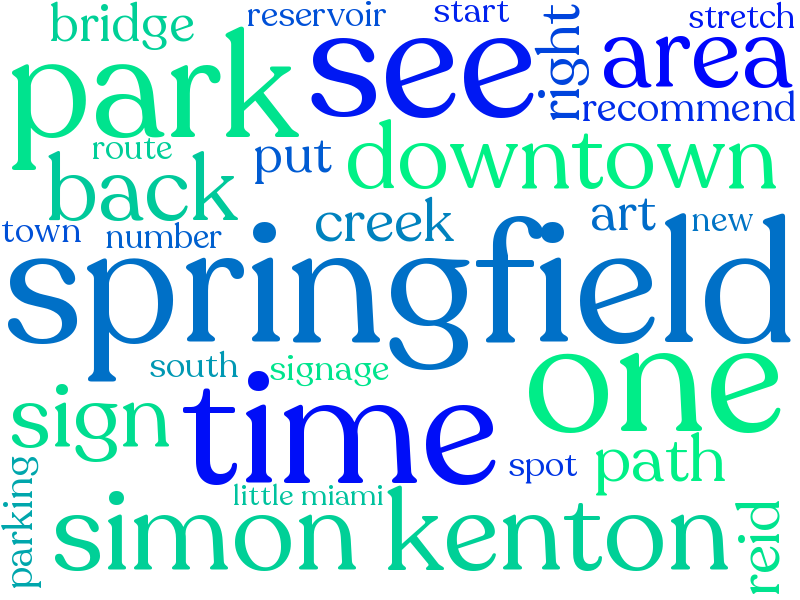 bridge
reservoir
start
stretch
park
see
right
area
recommend
route
put
downtown
back
town
number
creek
art
new
springfield
south
signage
one
sign
time
path
spot
parking
little miami
simon kenton
reid